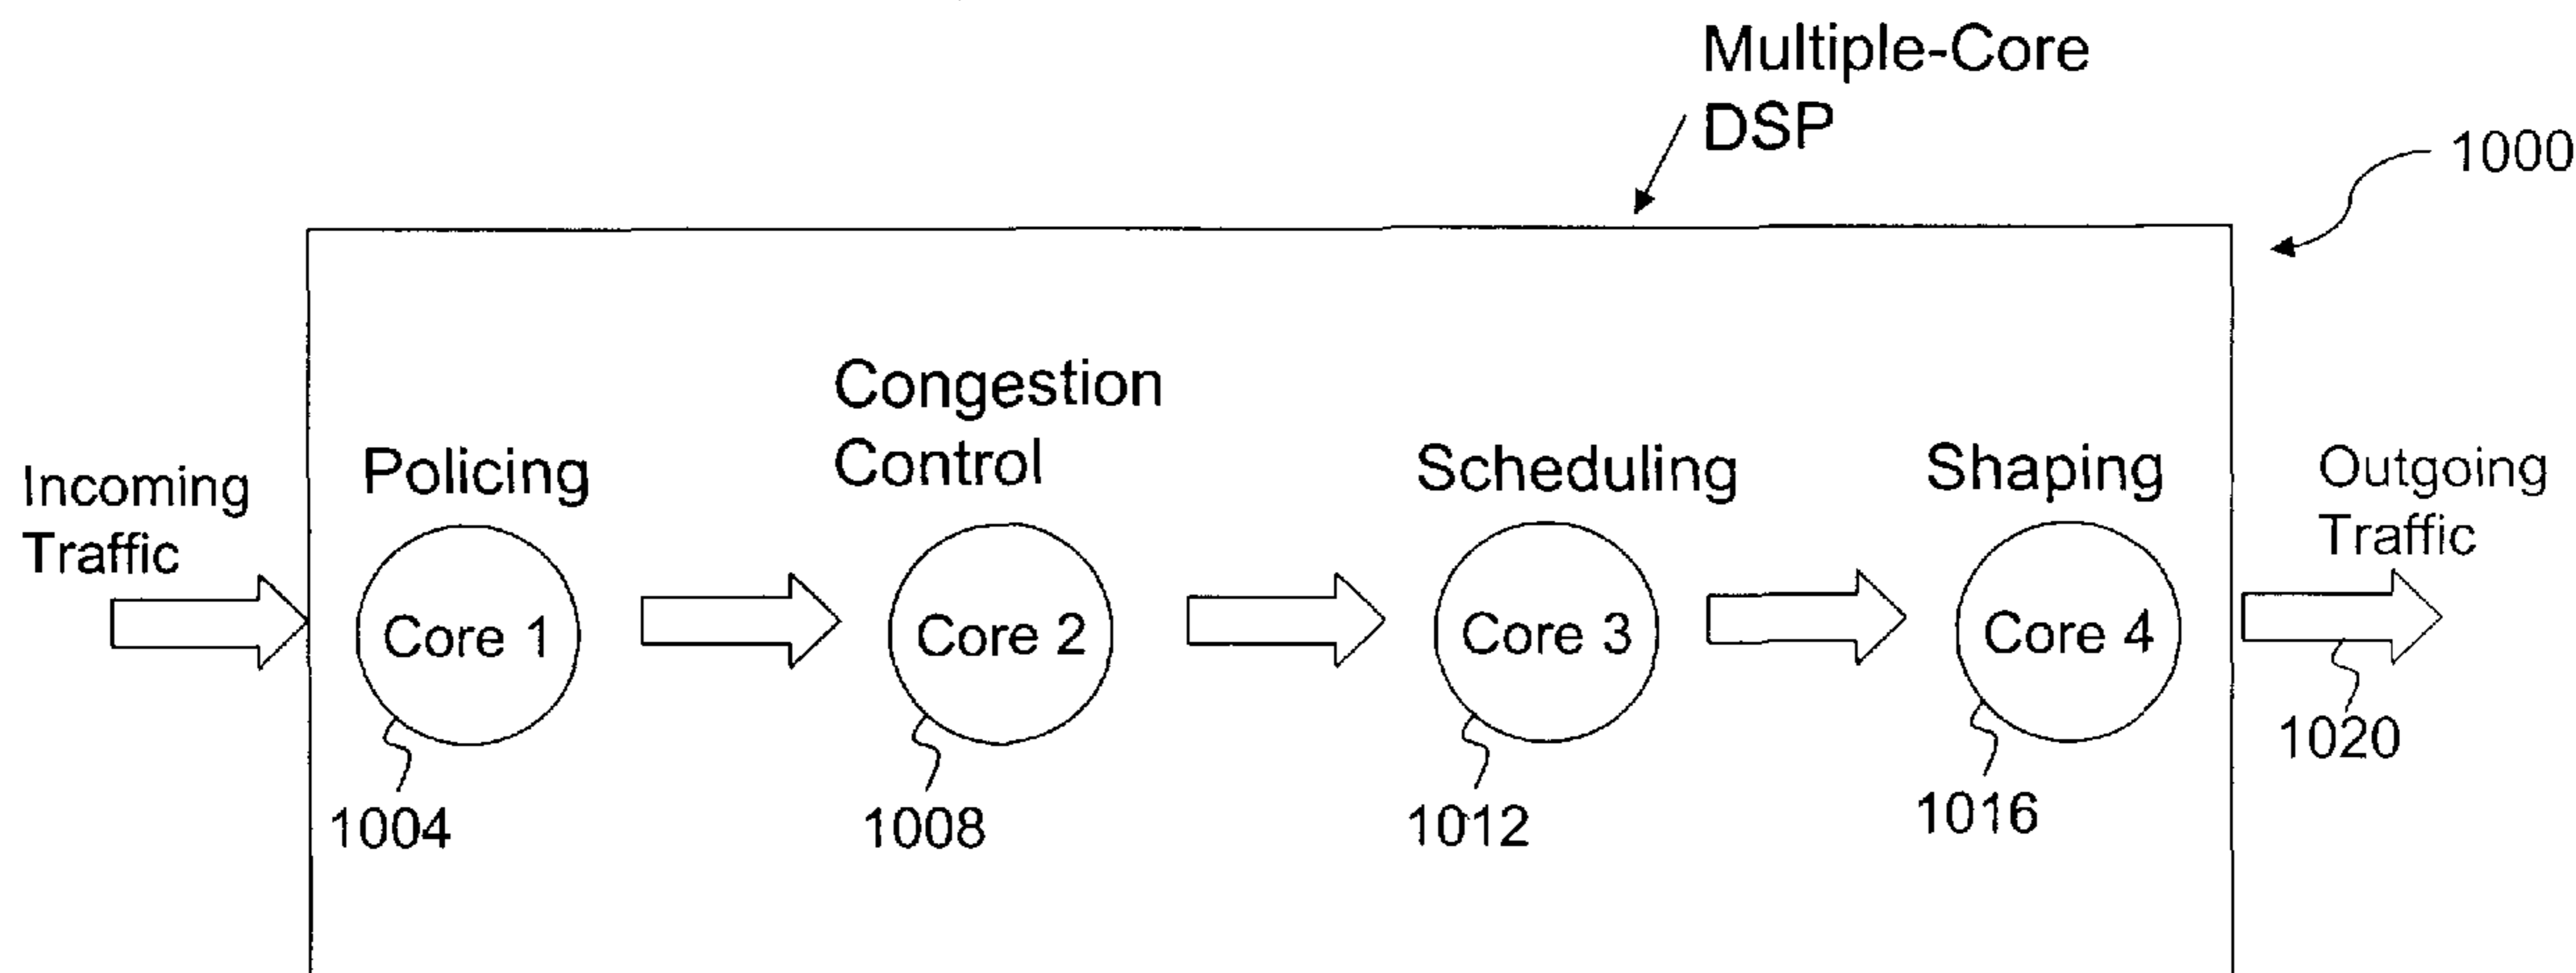 Multiple-Core
DSP
1000
Incoming
Traffic
Policing
Core 1
1004
Congestion
Control
Core 2
1008
Scheduling
Core 3
1012
Shaping
Core 4
1016
Outgoing
Traffic
1020